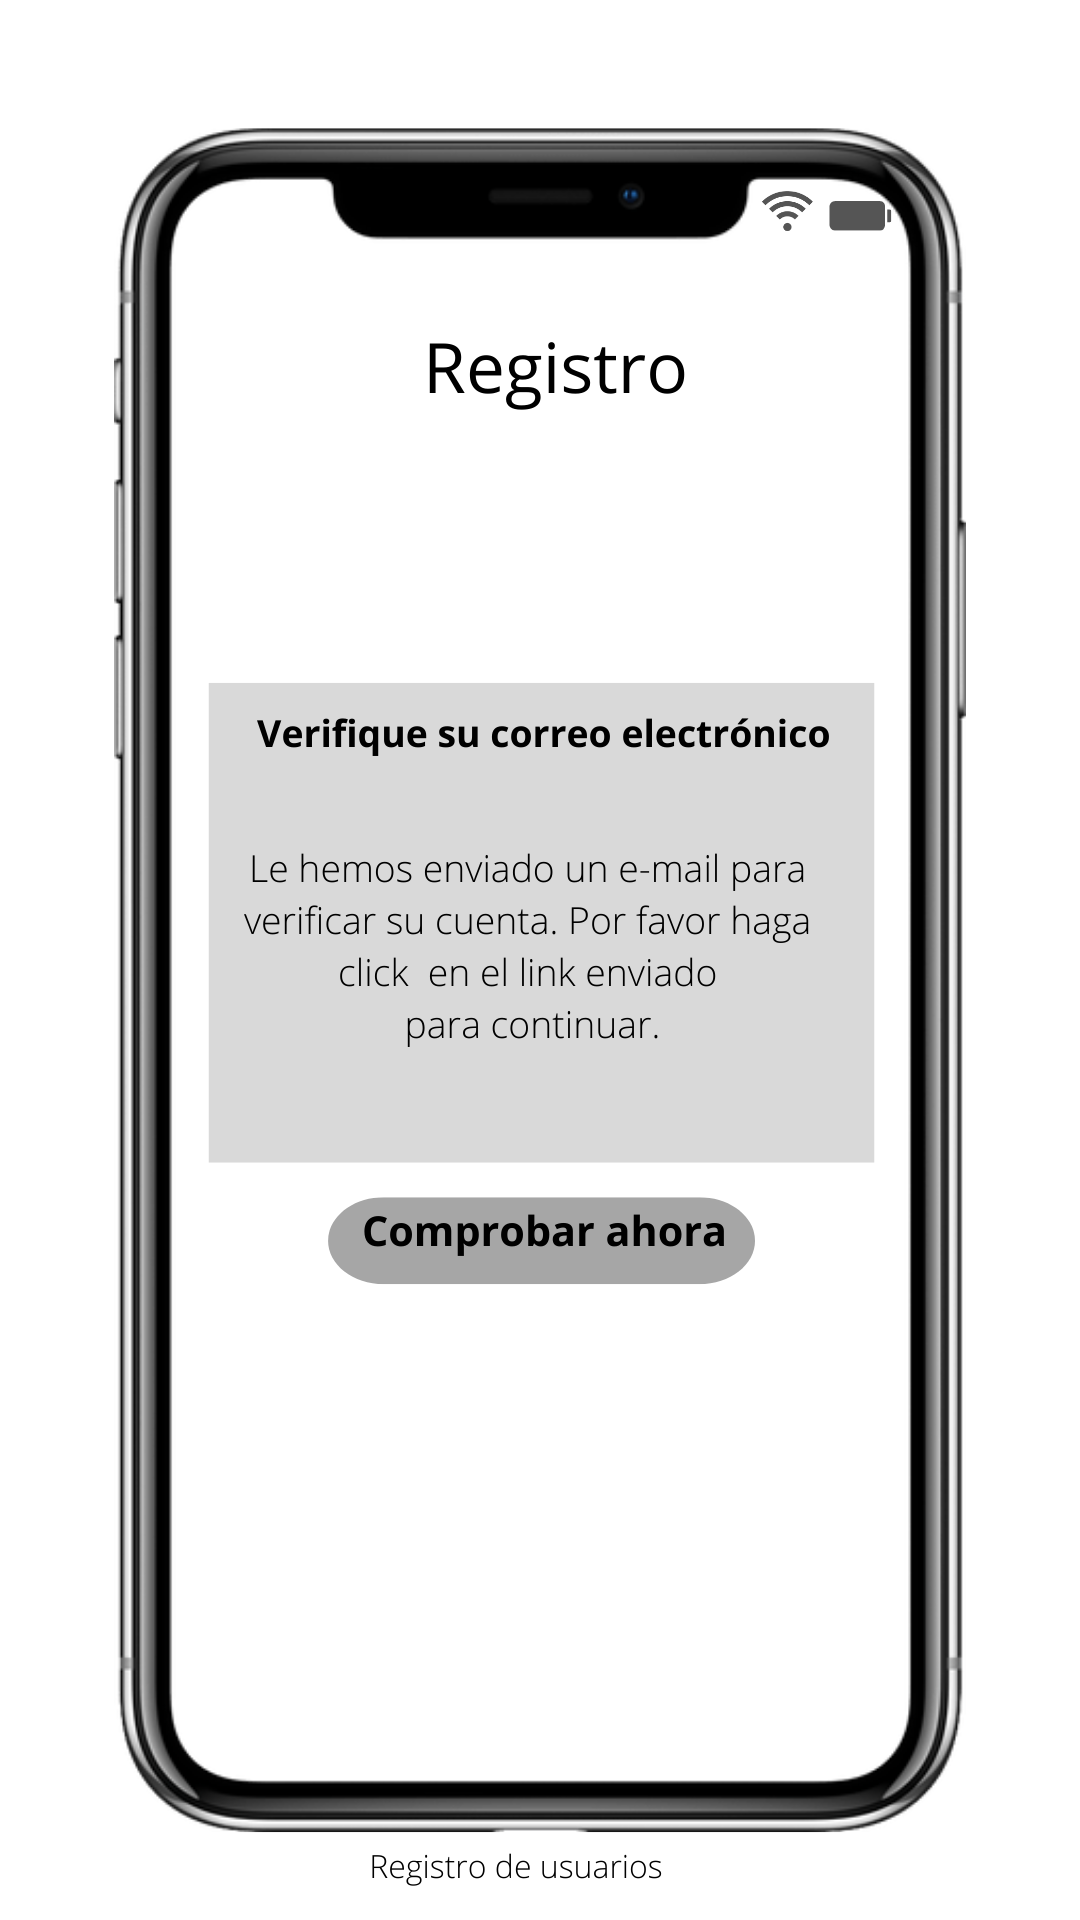 Registro
Verifique su correo electrónico
Le hemos enviado un e-mail para
verificar su cuenta. Por favor haga
click  en el link enviado
para continuar.
Comprobar ahora
Registro de usuarios